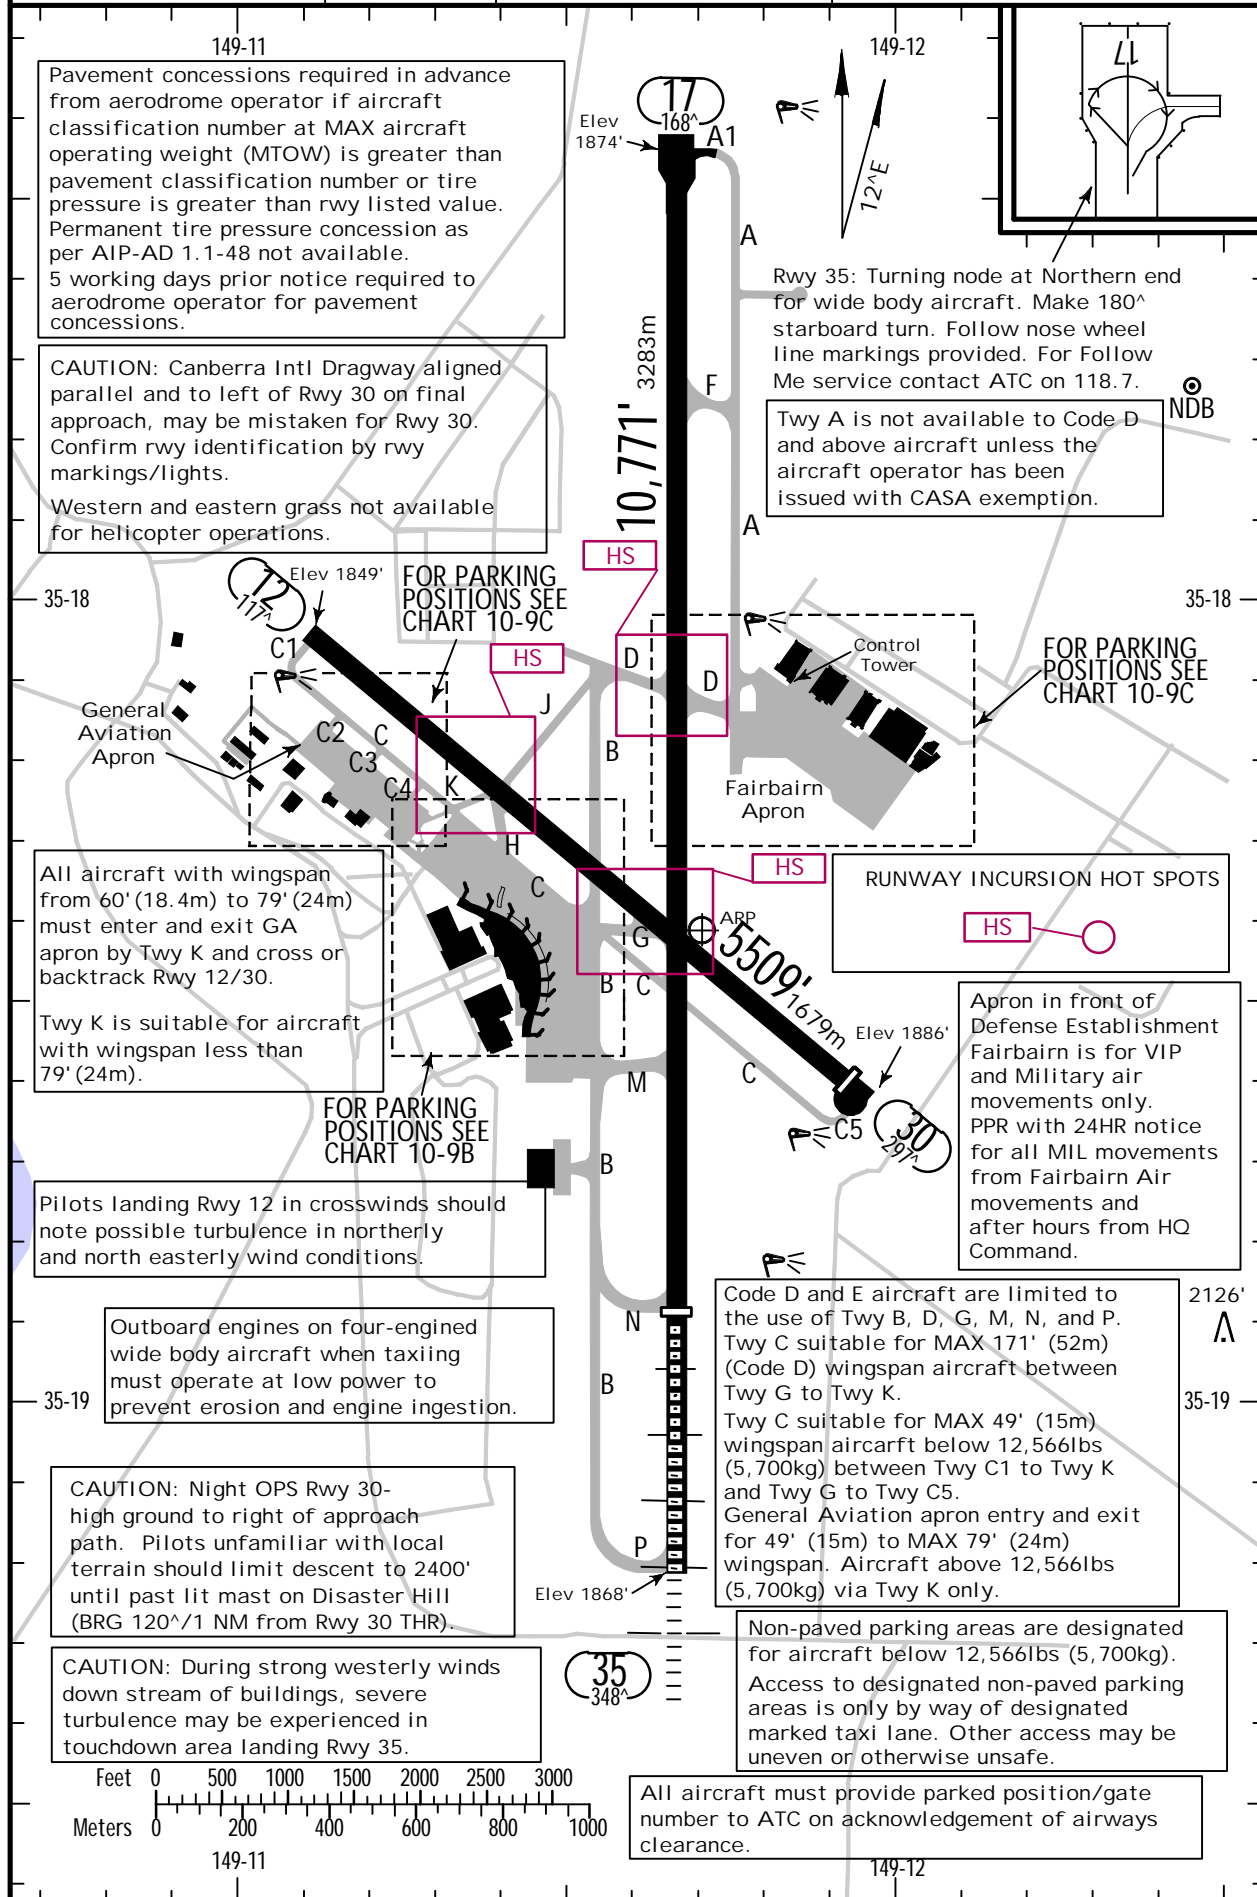 149-11
149-12
17
Pavement concessions required in advance
from aerodrome operator if aircraft
classification number at MAX aircraft
operating weight (MTOW) is greater than
pavement classification number or tire
pressure is greater than rwy listed value.
Permanent tire pressure concession as
per AIP-AD 1.1-48 not available.
5 working days prior notice required to
aerodrome operator for pavement
concessions.
17
168^
Elev
1874'
A1
12^E
A
Rwy 35: Turning node at Northern end
for wide body aircraft. Make 180^
starboard turn. Follow nose wheel
line markings provided. For Follow
Me service contact ATC on 118.7.
NDB
CAUTION: Canberra Intl Dragway aligned
parallel and to left of Rwy 30 on final
approach, may be mistaken for Rwy 30.
Confirm rwy identification by rwy
markings/lights.
Western and eastern grass not available
for helicopter operations.
10,771'
3283m
F
Twy A is not available to Code D
and above aircraft unless the
aircraft operator has been
issued with CASA exemption.
A
HS
35-18
35-18
12
117^
Elev 1849'
FOR PARKING
POSITIONS SEE
CHART 10-9C
C1
HS
D
D
Control
Tower
FOR PARKING
POSITIONS SEE
CHART 10-9C
General
Aviation
Apron
C2
C
C3
C4
K
J
B
H
Fairbairn
Apron
All aircraft with wingspan
from 60'(18.4m) to 79'(24m)
must enter and exit GA
apron by Twy K and cross or
backtrack Rwy 12/30.
Twy K is suitable for aircraft
with wingspan less than
79'(24m).
C
HS
RUNWAY INCURSION HOT SPOTS
HS
G
ARP
B
C
5509'
1679m
Elev 1886'
M
C
C5
30
297^
Apron in front of
Defense Establishment
Fairbairn is for VIP
and Military air
movements only.
PPR with 24HR notice
for all MIL movements
from Fairbairn Air
movements and
after hours from HQ
Command.
FOR PARKING
POSITIONS SEE
CHART 10-9B
B
Pilots landing Rwy 12 in crosswinds should
note possible turbulence in northerly
and north easterly wind conditions.
N
Code D and E aircraft are limited to
the use of Twy B, D, G, M, N, and P.
Twy C suitable for MAX 171' (52m)
(Code D) wingspan aircraft between
Twy G to Twy K.
Twy C suitable for MAX 49' (15m)
wingspan aircarft below 12,566lbs
(5,700kg) between Twy C1 to Twy K
and Twy G to Twy C5.
General Aviation apron entry and exit
for 49' (15m) to MAX 79' (24m)
wingspan. Aircraft above 12,566lbs
(5,700kg) via Twy K only.
2126'
Outboard engines on four-engined
wide body aircraft when taxiing
must operate at low power to
prevent erosion and engine ingestion.
B
35-19
35-19
CAUTION: Night OPS Rwy 30-
high ground to right of approach
path. Pilots unfamiliar with local
terrain should limit descent to 2400'
until past lit mast on Disaster Hill
(BRG 120^/1 NM from Rwy 30 THR).
P
Elev 1868'
Non-paved parking areas are designated
for aircraft below 12,566lbs (5,700kg).
Access to designated non-paved parking
areas is only by way of designated
marked taxi lane. Other access may be
uneven or otherwise unsafe.
CAUTION: During strong westerly winds
down stream of buildings, severe
turbulence may be experienced in
touchdown area landing Rwy 35.
35
348^
All aircraft must provide parked position/gate
number to ATC on acknowledgement of airways
clearance.
Feet 0 500 1000 1500 2000 2500 3000
Meters 0 200 400 600 800 1000
149-11
149-12